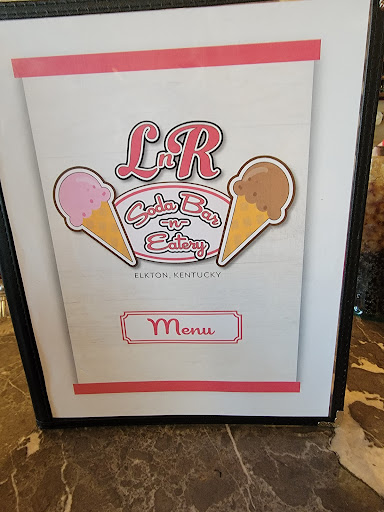 LnR
Soda Bar
-n-
Eatery
ELKTON, KENTUCKY
Menu